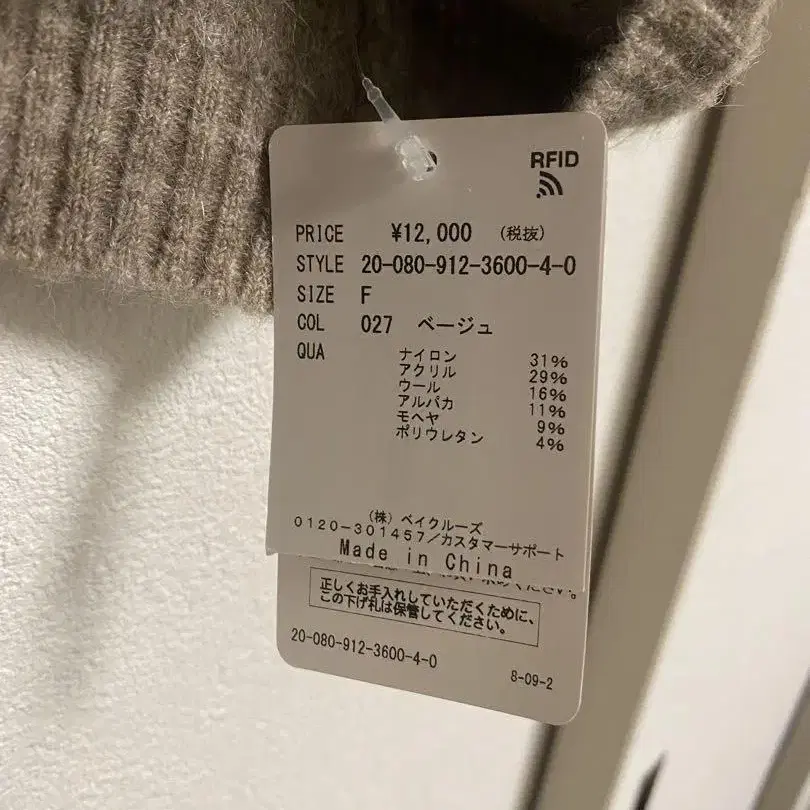 RFID
PRICE ¥12,000 (税抜)
STYLE 20-080-912-3600-4-0
SIZE F
COL 027 ベージュ
QUA ナイロン 31%
アクリル 29%
ウール 16%
アルパカ 11%
モヘヤ 9%
ポリウレタン 4%
(株) ベイクルーズ
0120-301457/カスタマーサポート
Made in China
ください。
正しくお手入れしていただくために、
この下げ札は保管してください。
20-080-912-3600-4-0
8-09-2